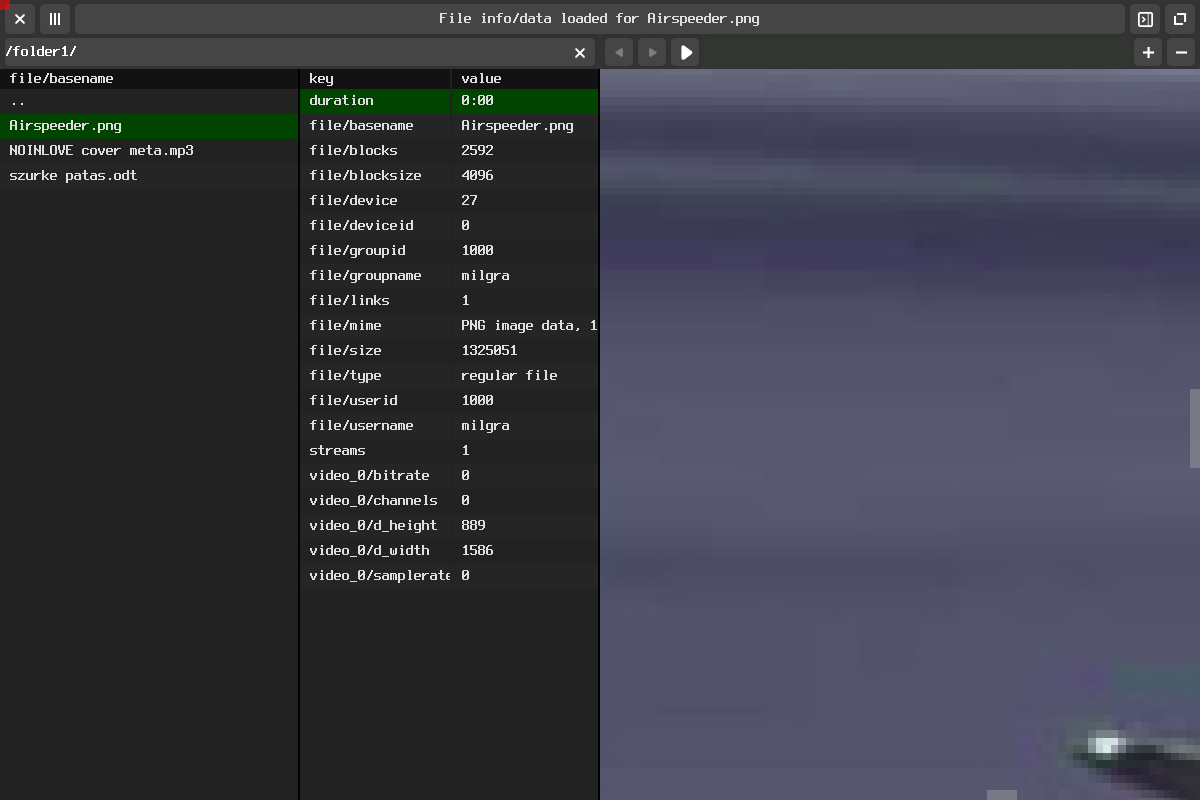 File info/data loaded for Airspeeder.png
/folder1/
file/basename
key value
..
duration 0:00
Airspeeder.png
file/basename Airspeeder.png
NOINLOVE cover meta.mp3
file/blocks 2592
szurke patas.odt
file/blocksize 4096
file/device 27
file/deviceid 0
file/groupid 1000
file/groupname milgra
file/links 1
file/mime PNG image data, 1
file/size 1325051
file/type regular file
file/userid 1000
file/username milgra
streams 1
video_0/bitrate 0
video_0/channels 0
video_0/d_height 889
video_0/d_width 1586
video_0/samplerate 0